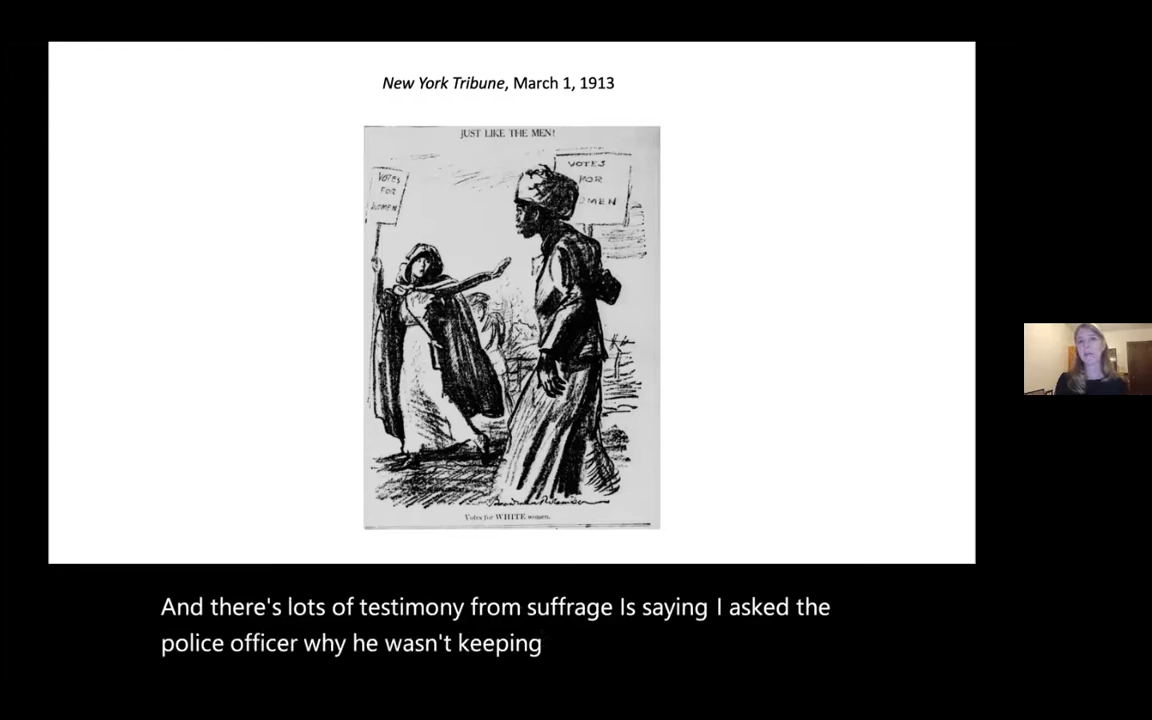 New York Tribune, March 1, 1913
JUST LIKE THE MEN!
VOTES
FOR
WOMEN
VOTES
FOR
OMEN
Votes for WHITE women.
And there's lots of testimony from suffrage Is saying I asked the
police officer why he wasn't keeping